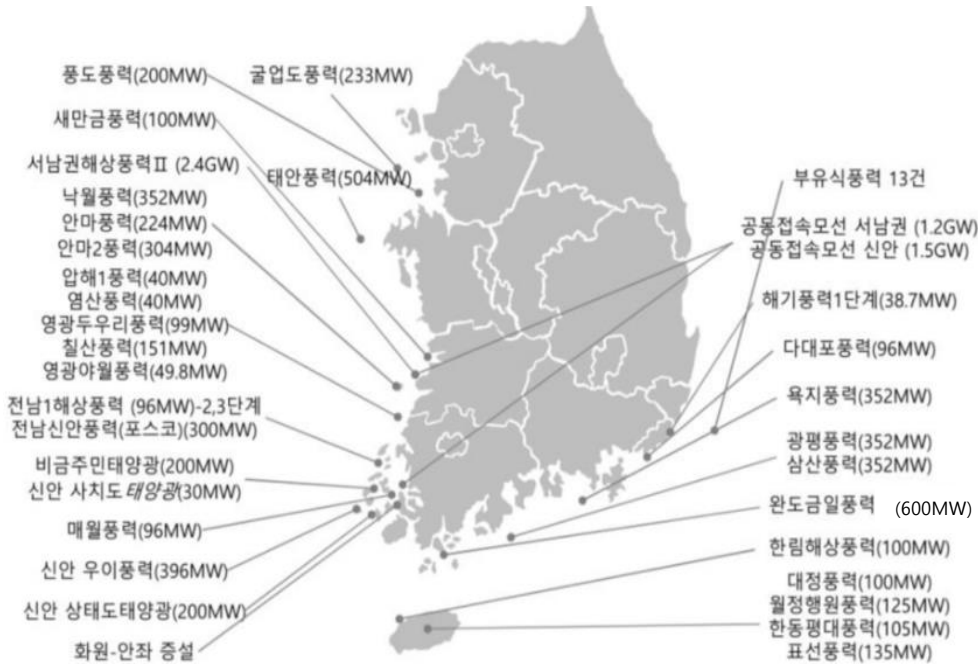 풍도풍력(200MW)
굴업도풍력(233MW)
새만금풍력(100MW)
서남권해상풍력Ⅱ (2.4GW)
태안풍력(504MW)
낙월풍력(352MW)
안마풍력(224MW)
안마2풍력(304MW)
압해1풍력(40MW)
염산풍력(40MW)
영광두우리풍력(99MW)
칠산풍력(151MW)
영광야월풍력(49.8MW)
전남1해상풍력 (96MW)-2,3단계
전남신안풍력(포스코)(300MW)
비금주민태양광(200MW)
신안 사치도태양광(30MW)
매월풍력(96MW)
신안 우이풍력(396MW)
신안 상태도태양광(200MW)
화원-안좌 증설
부유식풍력 13건
공동접속모선 서남권 (1.2GW)
공동접속모선 신안 (1.5GW)
해기풍력1단계(38.7MW)
다대포풍력(96MW)
욕지풍력(352MW)
광평풍력(352MW)
삼산풍력(352MW)
완도금일풍력 (600MW)
한림해상풍력(100MW)
대정풍력(100MW)
월정행원풍력(125MW)
한동평대풍력(105MW)
표선풍력(135MW)